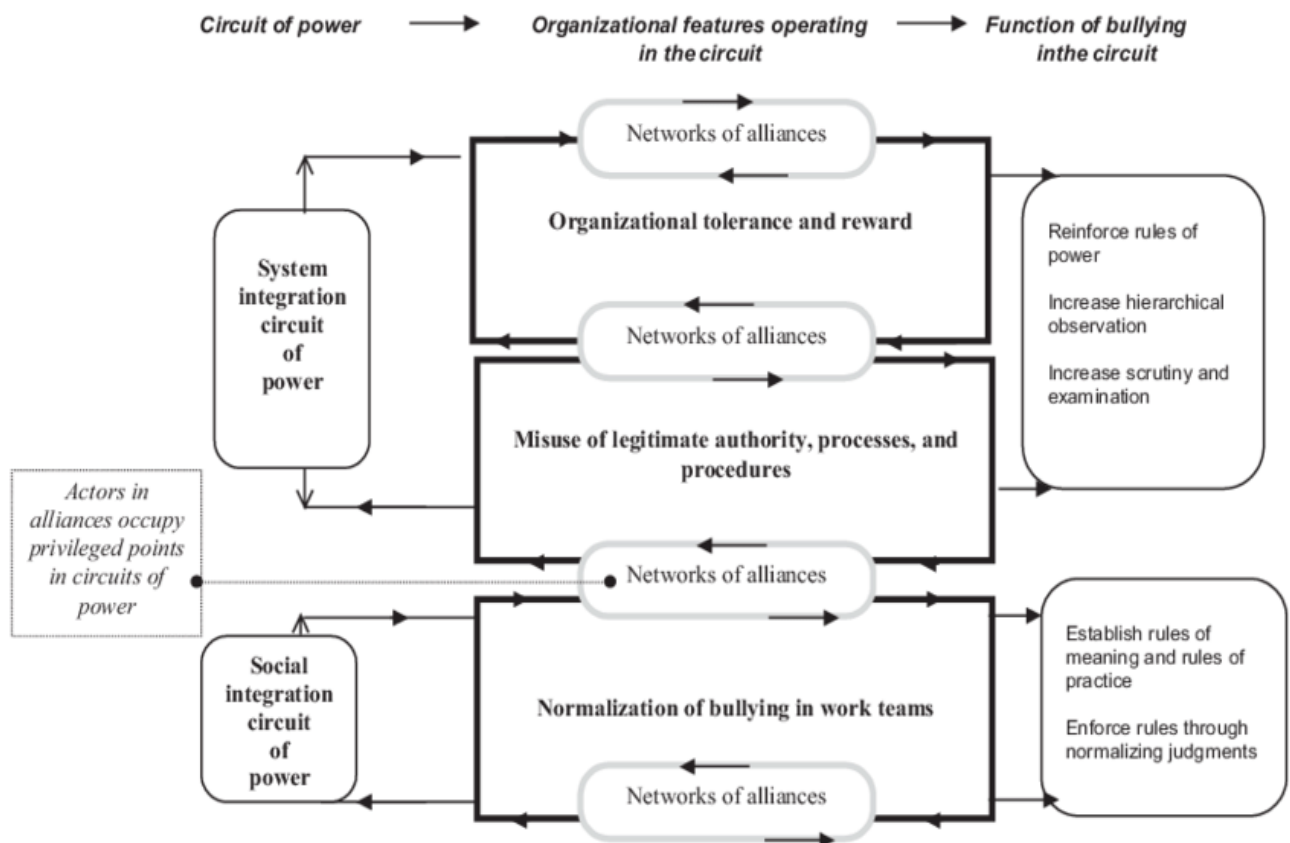 Circuit of power
Organizational features operating
in the circuit
Function of bullying
inthe circuit
Networks of alliances
Organizational tolerance and reward
Networks of alliances
Misuse of legitimate authority, processes, and
procedures
Networks of alliances
Normalization of bullying in work teams
Networks of alliances
System
integration
circuit
of
power
Actors in
alliances occupy
privileged points
in circuits of
power
Social
integration
circuit
of
power
Reinforce rules of
power
Increase hierarchical
observation
Increase scrutiny and
examination
Establish rules of
meaning and rules of
practice
Enforce rules through
normalizing judgments